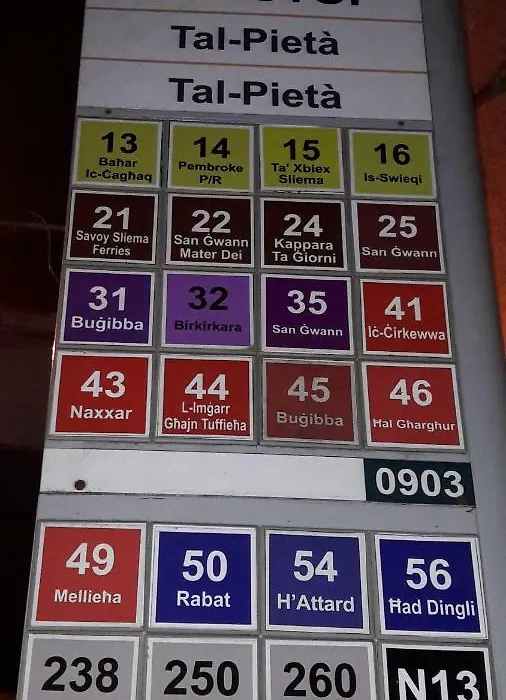 Tal-Pietà
Tal-Pietà
13
Baħar
Iċ-Ċagħaq
14
Pembroke
P/R
15
Ta' Xbiex
Sliema
16
Is-Swieqi
21
Savoy Sliema
Ferries
22
San Ġwann
Mater Dei
24
Kappara
Ta Ġiorni
25
San Ġwann
31
Buġibba
32
Birkirkara
35
San Ġwann
41
Iċ-Ċirkewwa
43
Naxxar
44
L-Imġarr
Għajn Tuffieħa
45
Buġibba
46
Ħal Gharghur
0903
49
Mellieħa
50
Rabat
54
H'Attard
56
Ħad Dingli
238
250
260
N13